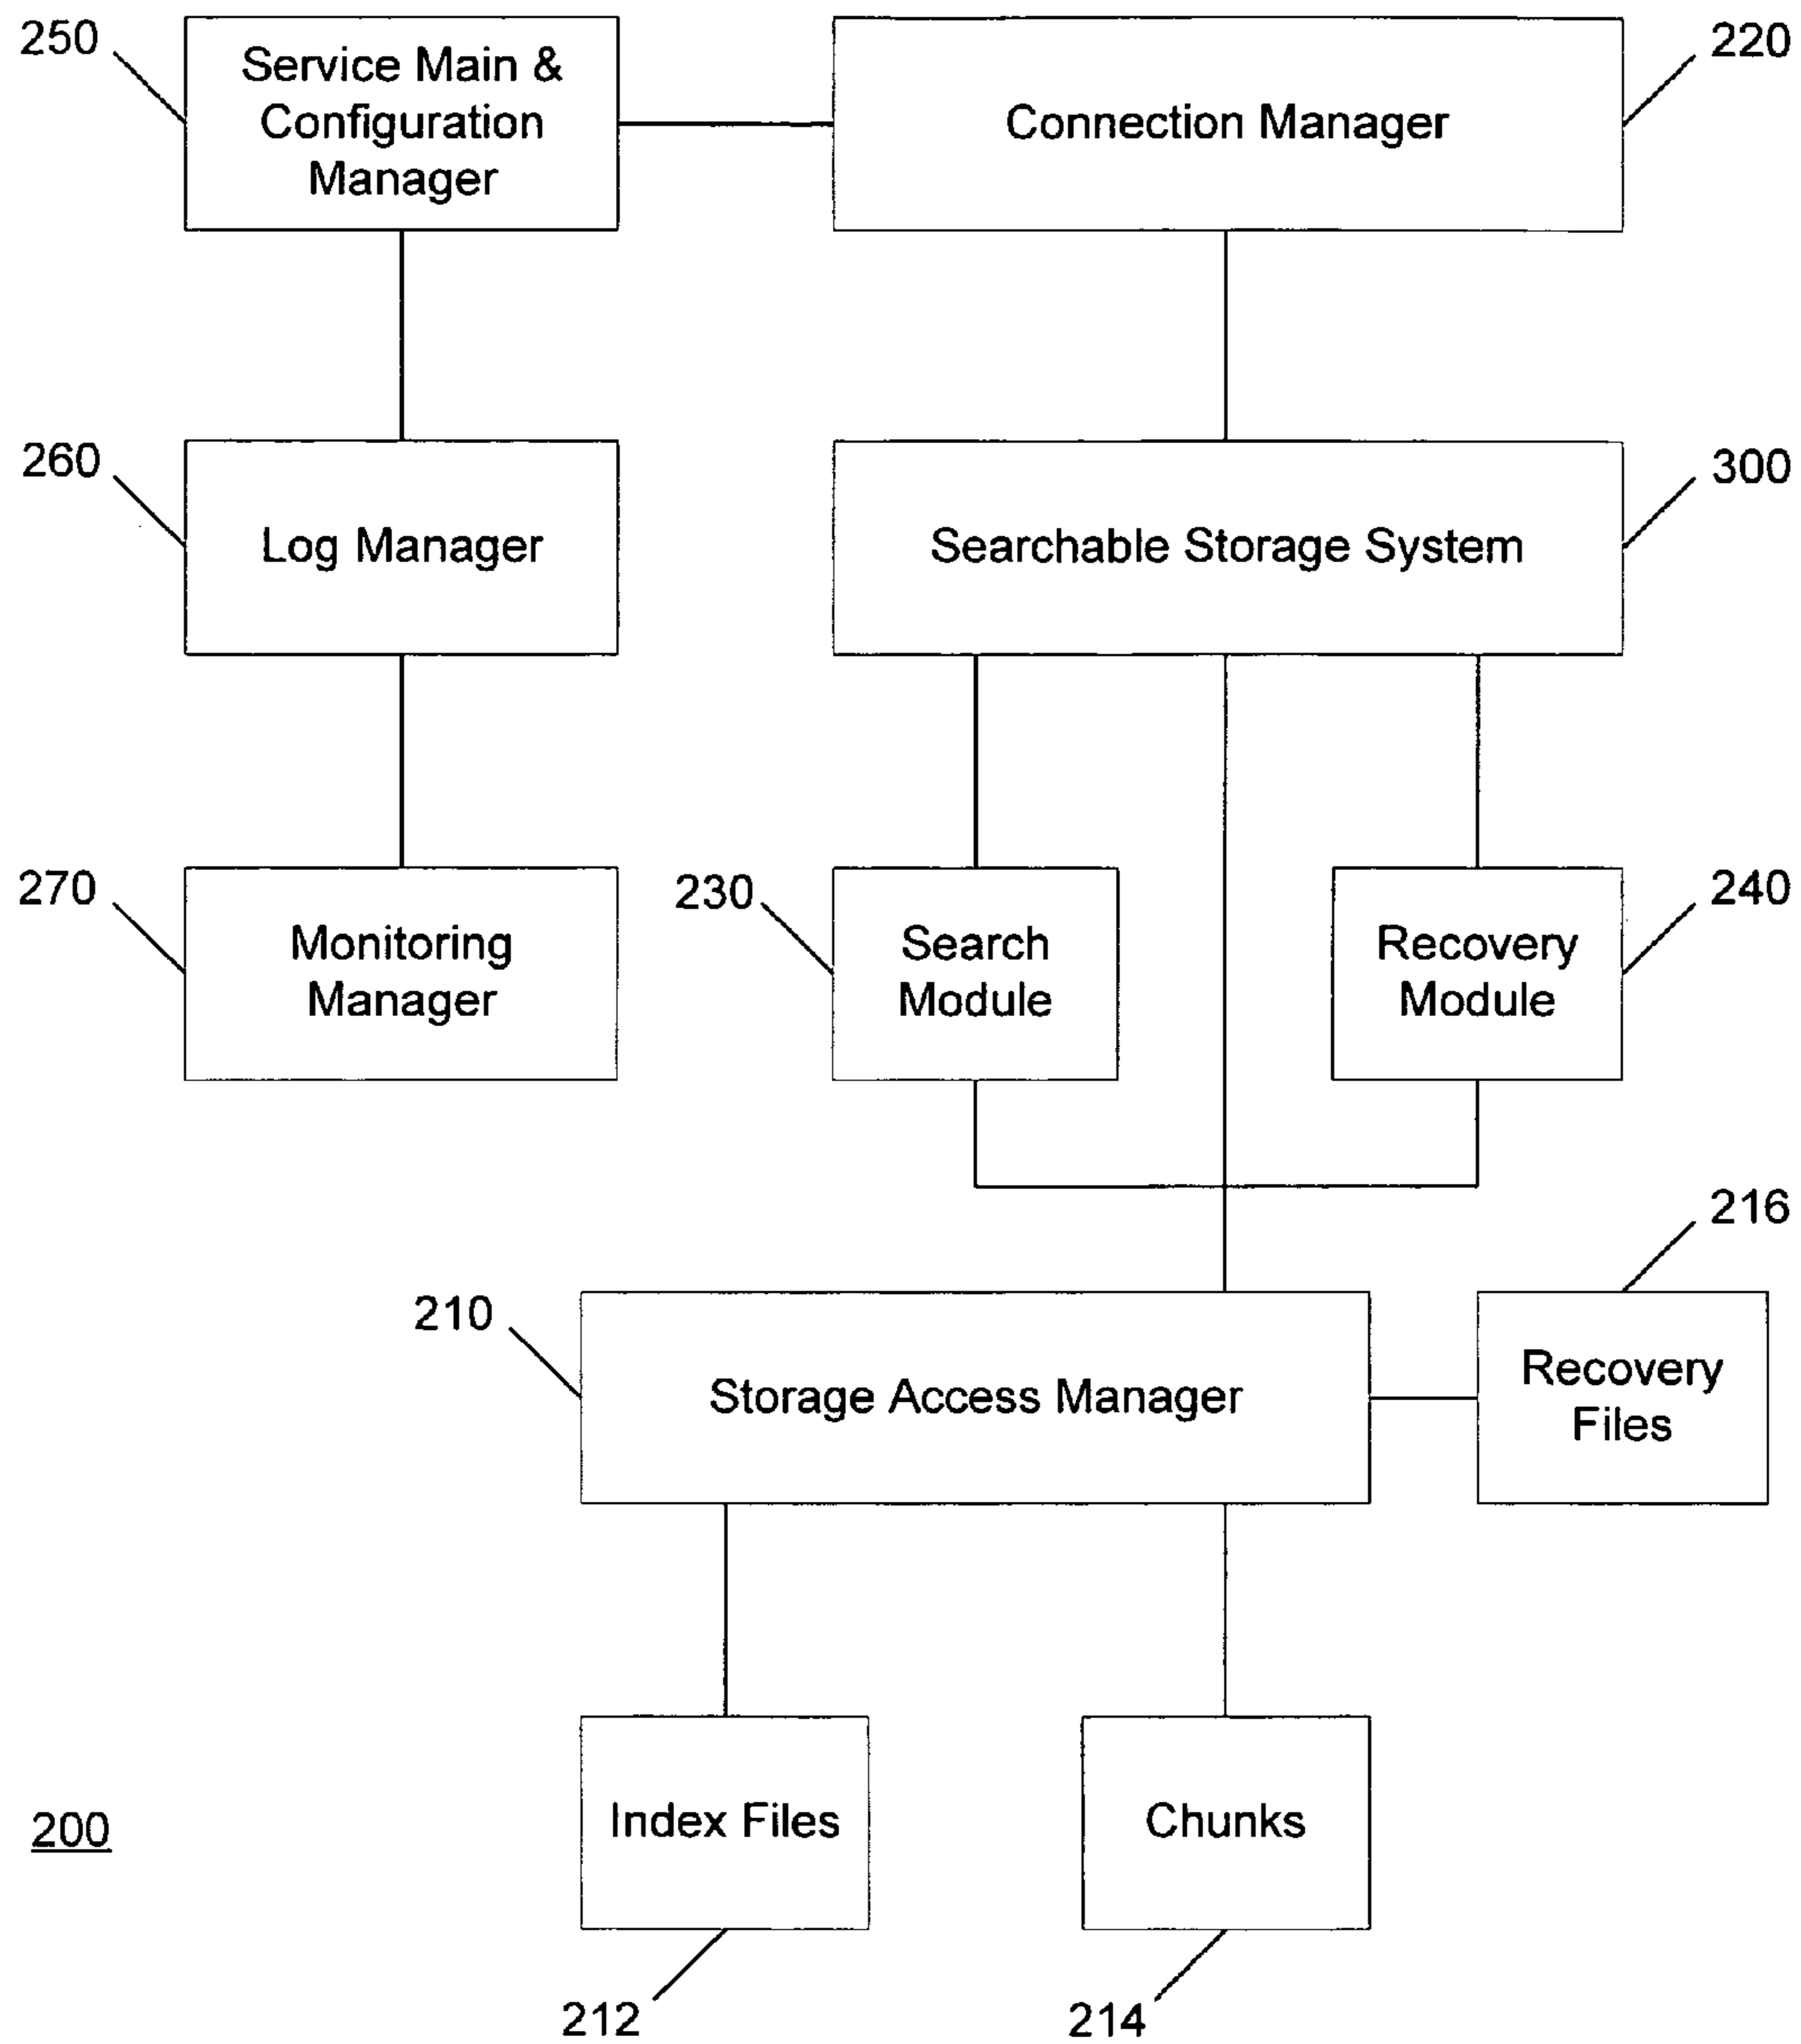 250
Service Main &
Configuration
Manager
Connection Manager
220
260
Log Manager
Searchable Storage System
300
270
Monitoring
Manager
230
Search
Module
Recovery
Module
240
216
210
Storage Access Manager
Recovery
Files
Index Files
Chunks
200
212
214